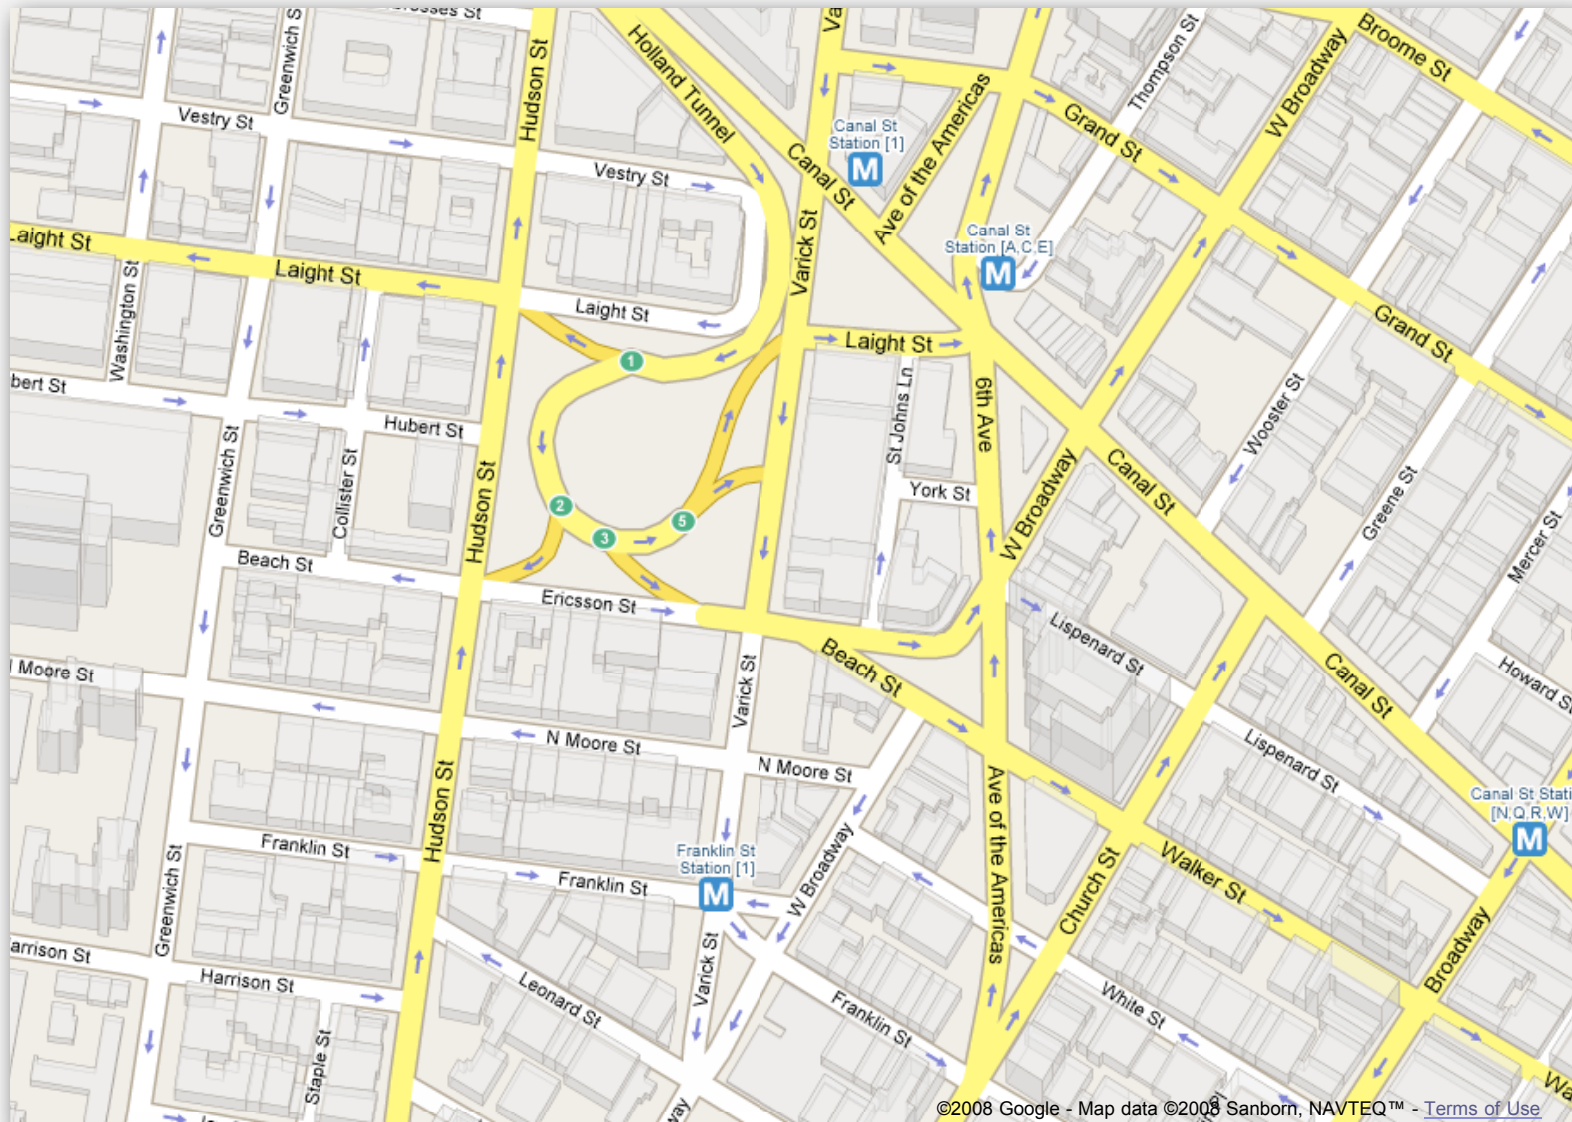 Greenwich St
Hudson St
Holland Tunnel
Broome St
W Broadway
Thompson St
Vestry St
Canal St
Station [1]
Ave of the Americas
Grand St
Vestry St
Canal St
Varick St
Canal St
Station [A,C,E]
Laight St
Laight St
Laight St
Washington St
Laight St
Grand St
1
6th Ave
St Johns Ln
Wooster St
Hubert St
Greenwich St
Collister St
Hudson St
W Broadway
Canal St
York St
Greene St
Mercer St
2
5
3
Beach St
Ericsson St
Lispenard St
Beach St
Varick St
Canal St
Howard St
Moore St
N Moore St
N Moore St
Lispenard St
Hudson St
Ave of the Americas
Canal St Stati
[N,Q,R,W]
Franklin St
Franklin St
Station [1]
Franklin St
W Broadway
Walker St
Church St
Greenwich St
Broadway
arrison St
Harrison St
Varick St
Leonard St
Franklin St
White St
Staple St
Wa
©2008 Google - Map data ©2008 Sanborn, NAVTEQ™ - Terms of Use